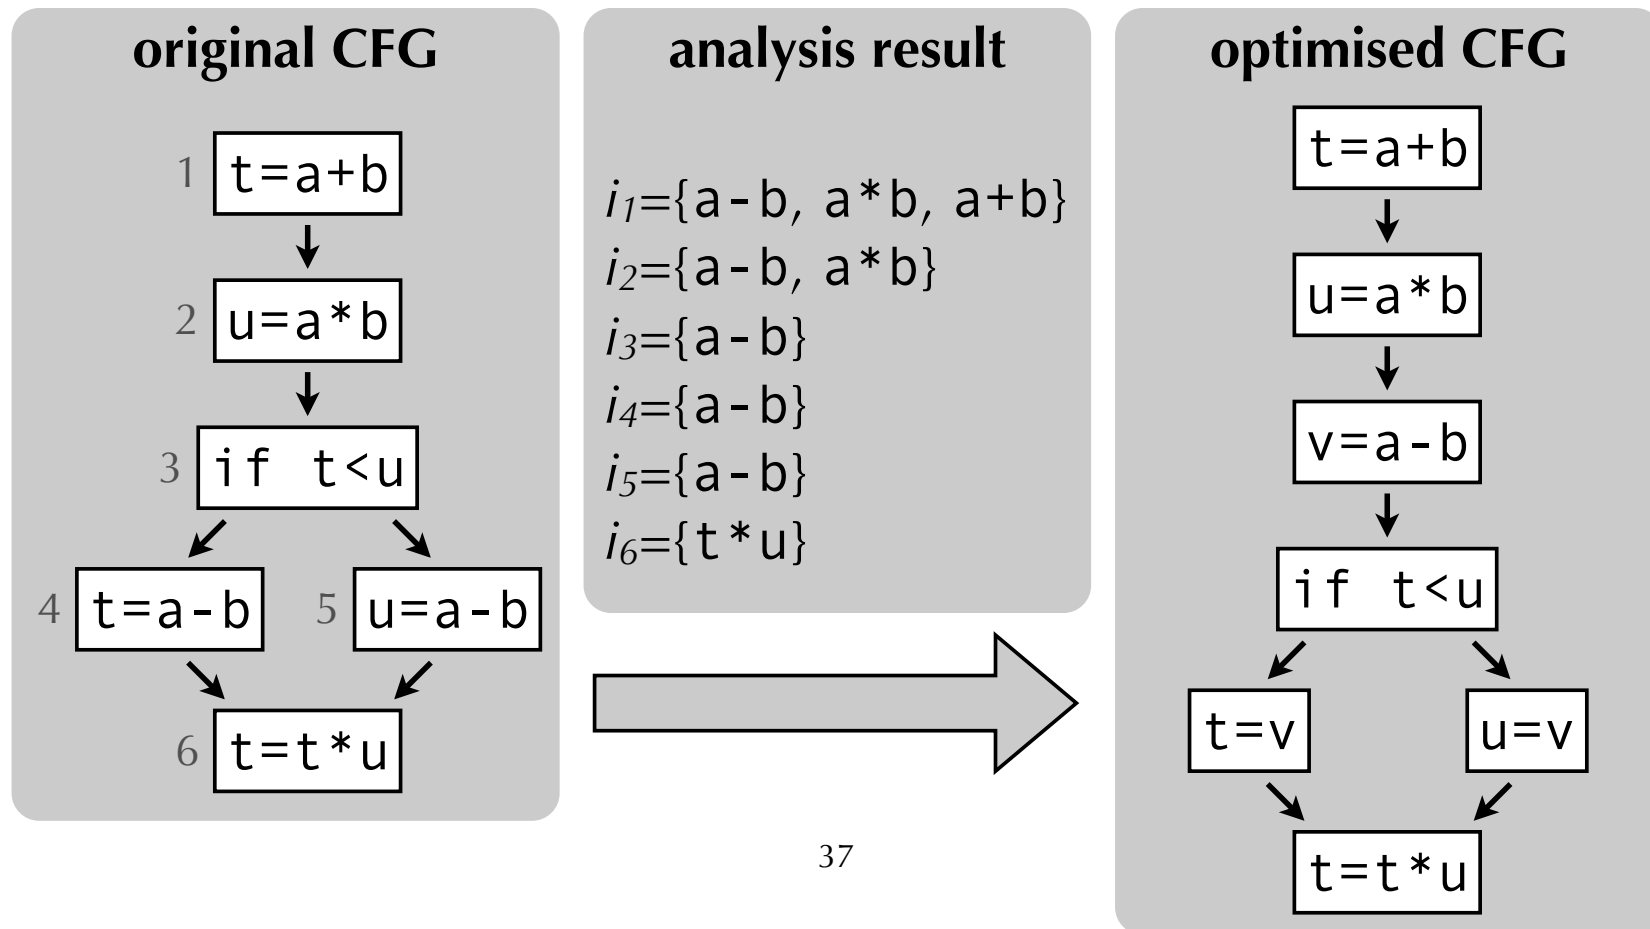 original CFG
1 t=a+b
2 u=a*b
3 if t<u
4 t=a-b
5 u=a-b
6 t=t*u
analysis result
i1={a-b, a*b, a+b}
i2={a-b, a*b}
i3={a-b}
i4={a-b}
i5={a-b}
i6={t*u}
optimised CFG
t=a+b
u=a*b
v=a-b
if t<u
t=v
u=v
t=t*u
37